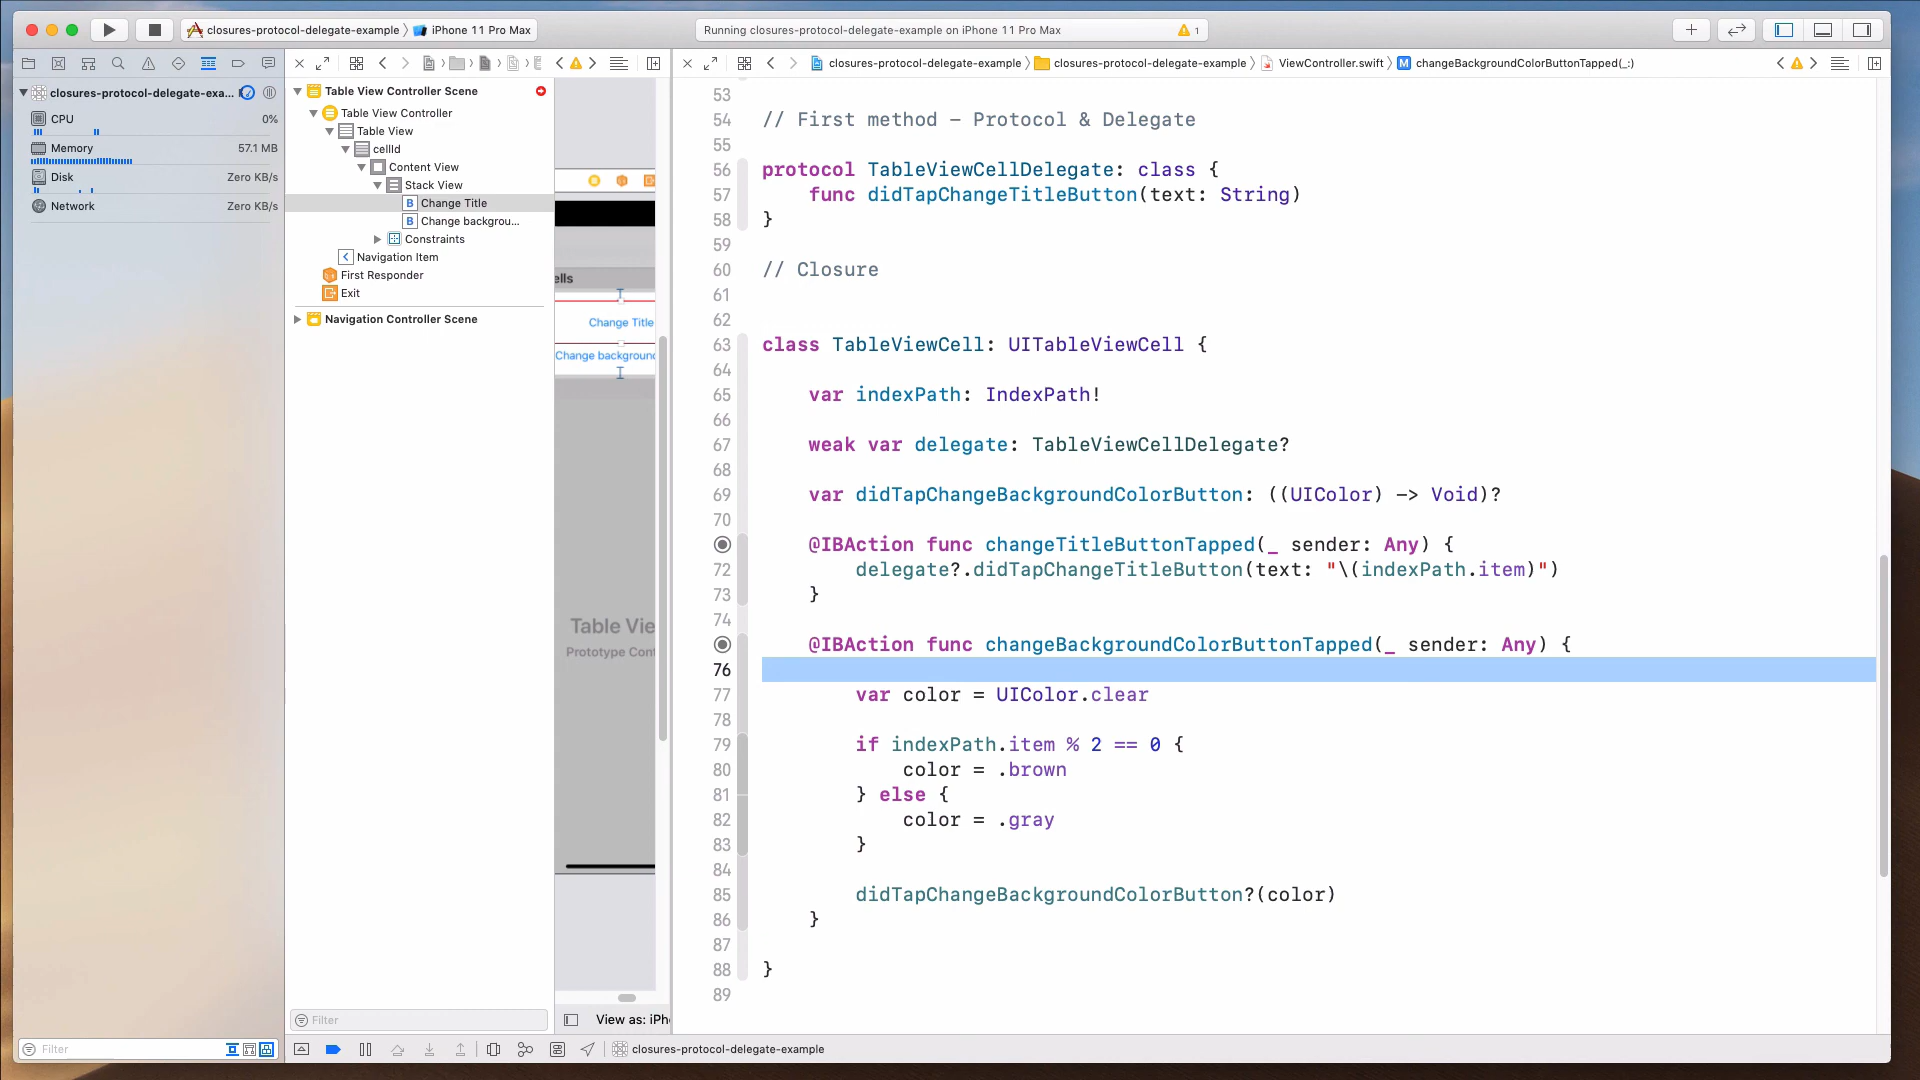 closures-protocol-delegate-example
iPhone 11 Pro Max
Running closures-protocol-delegate-example on iPhone 11 Pro Max
1
closures-protocol-delegate-exa...
CPU
0%
Memory
57.1 MB
Disk
Zero KB/s
Network
Zero KB/s
Filter
Table View Controller Scene
Table View Controller
Table View
cellId
Content View
Stack View
B Change Title
B Change backgrou...
Constraints
Navigation Item
First Responder
Exit
Navigation Controller Scene
Filter
ells
Change Title
Change background
Table Vie
Prototype Cont
View as: iPh
closures-protocol-delegate-example
closures-protocol-delegate-example
ViewController.swift
M changeBackgroundColorButtonTapped(_:)
53
54 // First method – Protocol & Delegate
55
56 protocol TableViewCellDelegate: class {
57 func didTapChangeTitleButton(text: String)
58 }
59
60 // Closure
61
62
63 class TableViewCell: UITableViewCell {
64
65 var indexPath: IndexPath!
66
67 weak var delegate: TableViewCellDelegate?
68
69 var didTapChangeBackgroundColorButton: ((UIColor) -> Void)?
70
@IBAction func changeTitleButtonTapped(_ sender: Any) {
72 delegate?.didTapChangeTitleButton(text: "\(indexPath.item)")
73 }
74
@IBAction func changeBackgroundColorButtonTapped(_ sender: Any) {
76
77 var color = UIColor.clear
78
79 if indexPath.item % 2 == 0 {
80 color = .brown
81 } else {
82 color = .gray
83 }
84
85 didTapChangeBackgroundColorButton?(color)
86 }
87
88 }
89
closures-protocol-delegate-example